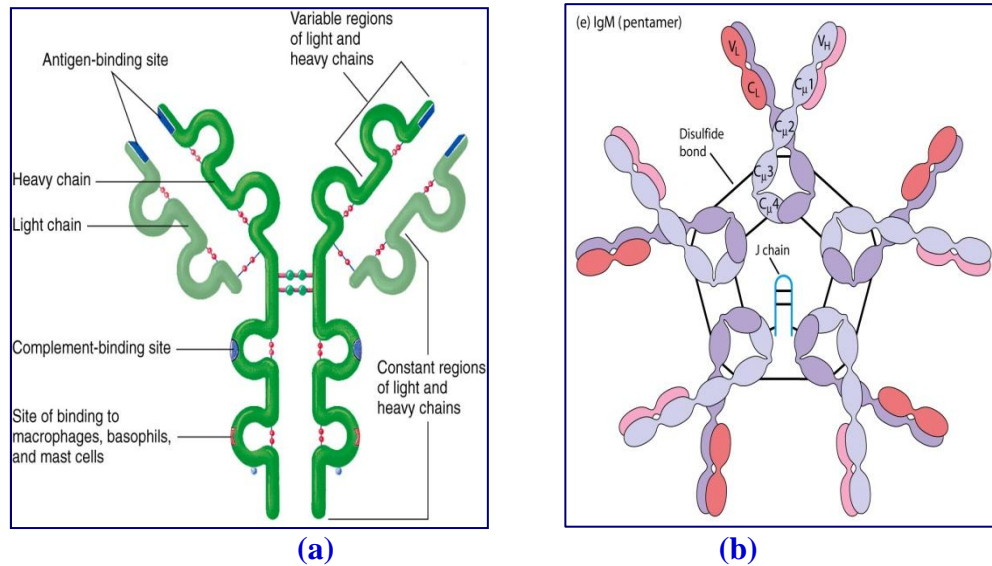 Variable regions
of light and
heavy chains
Antigen-binding site
Heavy chain
Light chain
Complement-binding site
Site of binding to
macrophages, basophils,
and mast cells
Constant regions
of light and
heavy chains
(a)
(e) IgM (pentamer)
VL
VH
CL
Cμ1
Cμ2
Disulfide
bond
Cμ3
Cμ4
J chain
(b)